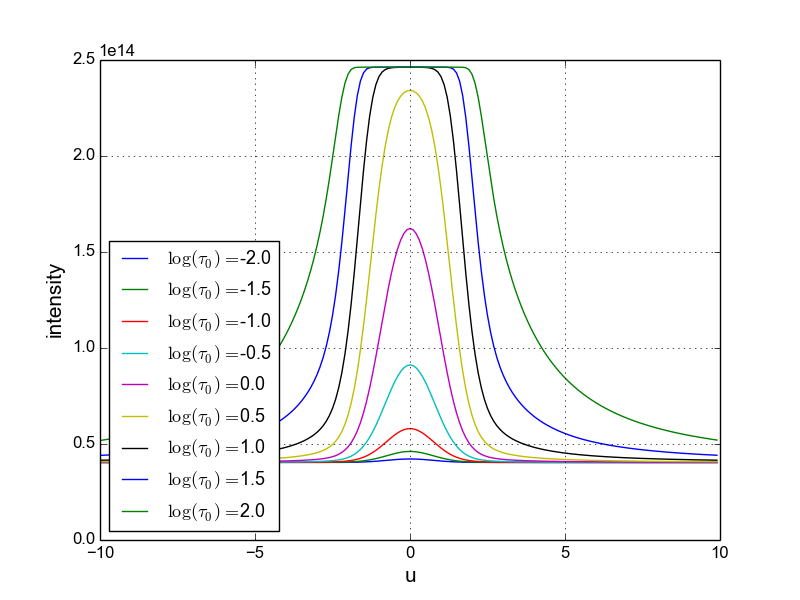 1e14
2.5
2.0
1.5
1.0
0.5
0.0
intensity
log(τ₀) =-2.0
log(τ₀) =-1.5
log(τ₀) =-1.0
log(τ₀) =-0.5
log(τ₀) =0.0
log(τ₀) =0.5
log(τ₀) =1.0
log(τ₀) =1.5
log(τ₀) =2.0
−10 −5 0 5 10
u